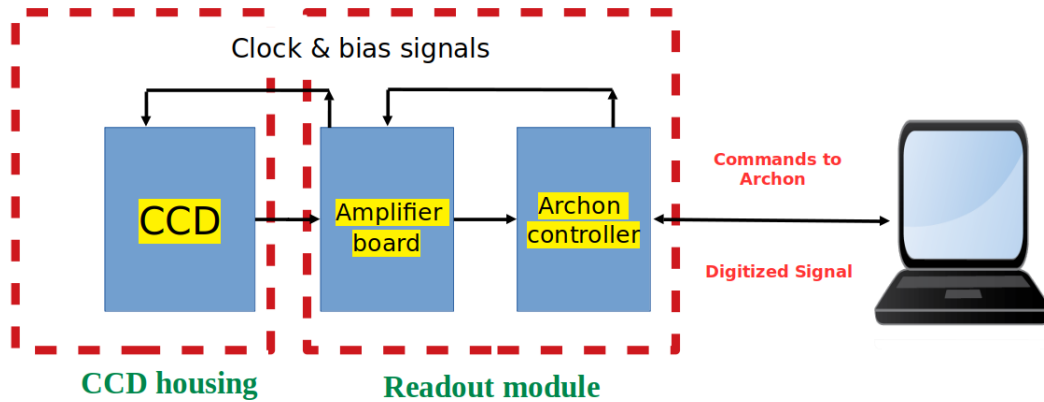 Clock & bias signals
CCD
Amplifier
board
Archon
controller
Commands to
Archon
Digitized Signal
CCD housing
Readout module